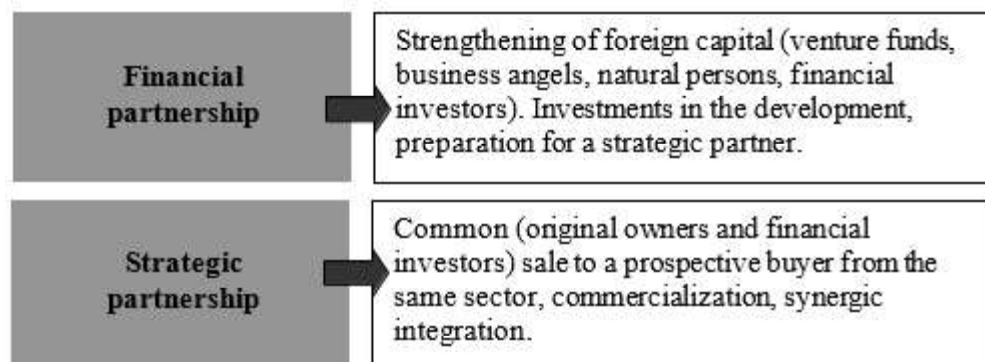 Financial
partnership
Strengthening of foreign capital (venture funds,
business angels, natural persons, financial
investors). Investments in the development,
preparation for a strategic partner.
Strategic
partnership
Common (original owners and financial
investors) sale to a prospective buyer from the
same sector, commercialization, synergic
integration.